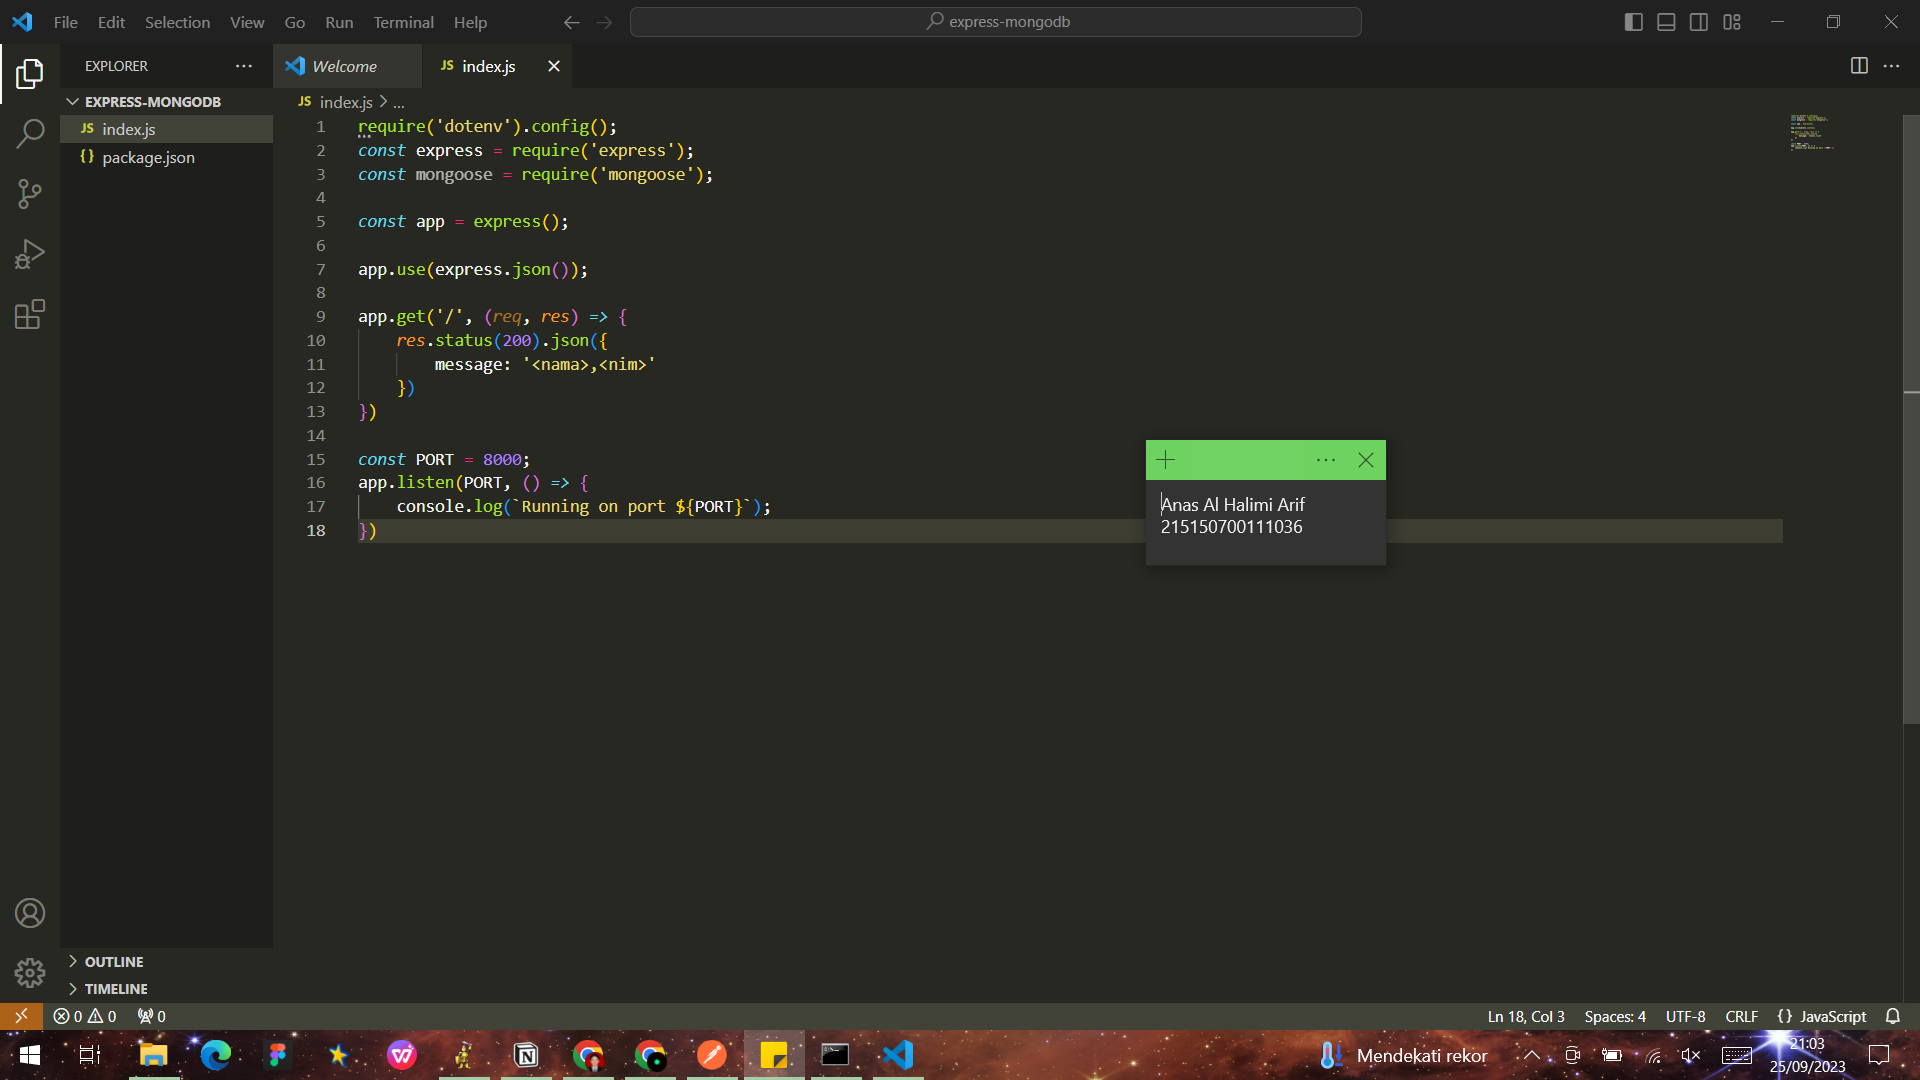 File Edit Selection View Go Run Terminal Help
express-mongodb
EXPLORER
Welcome
JS index.js
EXPRESS-MONGODB
JS index.js
{} package.json
JS index.js > ...
1 require('dotenv').config();
2 const express = require('express');
3 const mongoose = require('mongoose');
4
5 const app = express();
6
7 app.use(express.json());
8
9 app.get('/', (req, res) => {
10 res.status(200).json({
11 message: '<nama>,<nim>'
12 })
13 })
14
15 const PORT = 8000;
16 app.listen(PORT, () => {
17 console.log(`Running on port ${PORT}`);
18 })
Anas Al Halimi Arif
215150700111036
OUTLINE
TIMELINE
0 0 0
Ln 18, Col 3 Spaces: 4 UTF-8 CRLF {} JavaScript
Mendekati rekor
21:03
25/09/2023